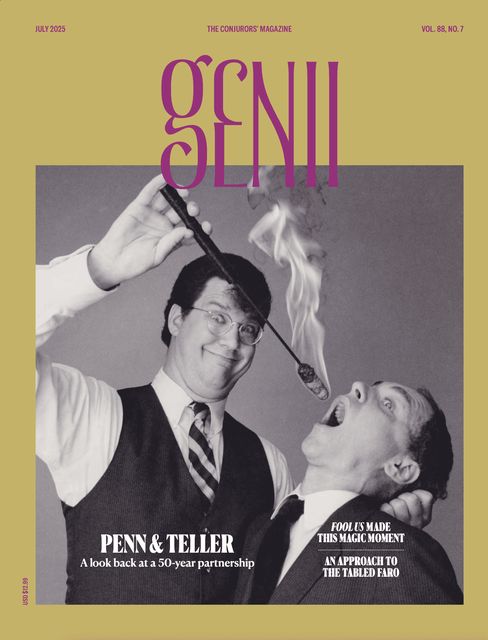 JULY 2025
THE CONJURORS' MAGAZINE
VOL. 88, NO. 7
gENII
PENN & TELLER
A look back at a 50-year partnership
FOOL US MADE
THIS MAGIC MOMENT
AN APPROACH TO
THE TABLED FARO
USD $12.99